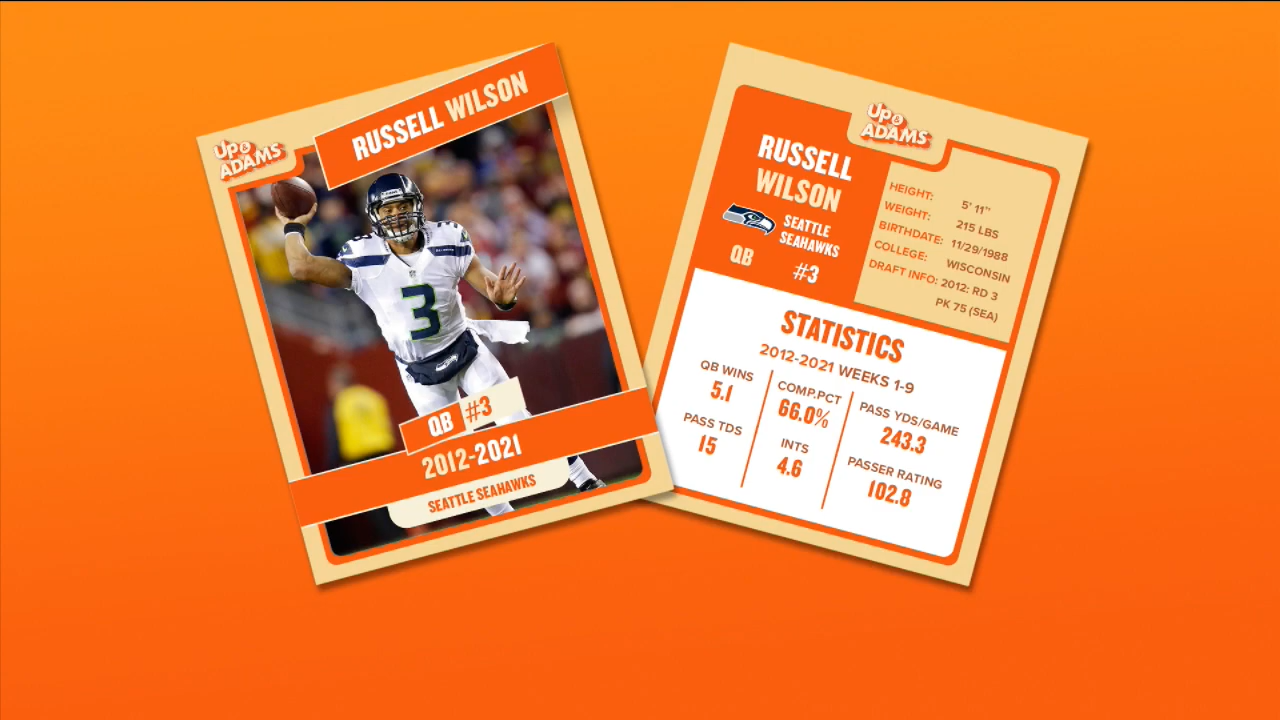 UP &
ADAMS
RUSSELL WILSON
3
QB #3
2012-2021
SEATTLE SEAHAWKS
UP &
ADAMS
RUSSELL
WILSON
SEATTLE
SEAHAWKS
QB
#3
HEIGHT: 5' 11"
WEIGHT: 215 LBS
BIRTHDATE: 11/29/1988
COLLEGE: WISCONSIN
DRAFT INFO: 2012: RD 3
PK 75 (SEA)
STATISTICS
2012-2021 WEEKS 1-9
QB WINS
5.1
PASS TDS
15
COMP.PCT
66.0%
INTS
4.6
PASS YDS/GAME
243.3
PASSER RATING
102.8